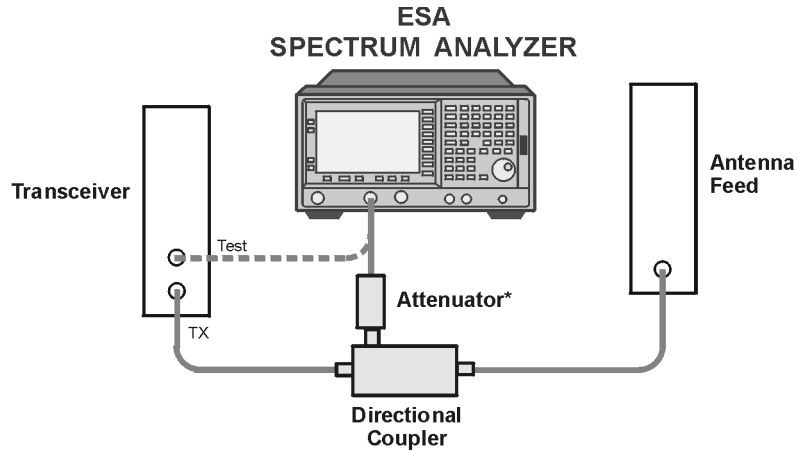 ESA
SPECTRUM ANALYZER
Transceiver
Antenna
Feed
Test
Attenuator*
TX
Directional
Coupler